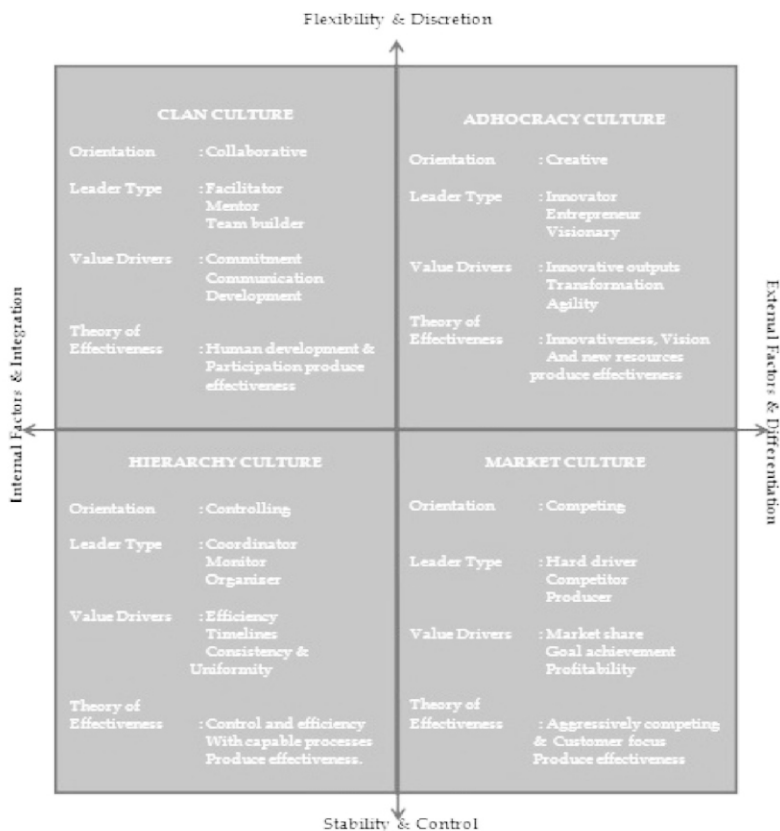 Flexibility & Discretion
CLAN CULTURE
Orientation : Collaborative
Leader Type : Facilitator
Mentor
Team builder
Value Drivers : Commitment
Communication
Development
Theory of
Effectiveness : Human development &
Participation produce
effectiveness
ADHOCRACY CULTURE
Orientation : Creative
Leader Type : Innovator
Entrepreneur
Visionary
Value Drivers : Innovative outputs
Transformation
Agility
Theory of
Effectiveness : Innovativeness, Vision
And new resources
produce effectiveness
Internal Factors & Integration
External Factors & Differentiation
HIERARCHY CULTURE
Orientation : Controlling
Leader Type : Coordinator
Monitor
Organiser
Value Drivers : Efficiency
Timelines
Consistency &
Uniformity
Theory of
Effectiveness : Control and efficiency
With capable processes
Produce effectiveness.
MARKET CULTURE
Orientation : Competing
Leader Type : Hard driver
Competitor
Producer
Value Drivers : Market share
Goal achievement
Profitability
Theory of
Effectiveness : Aggressively competing
& Customer focus
Produce effectiveness
Stability & Control